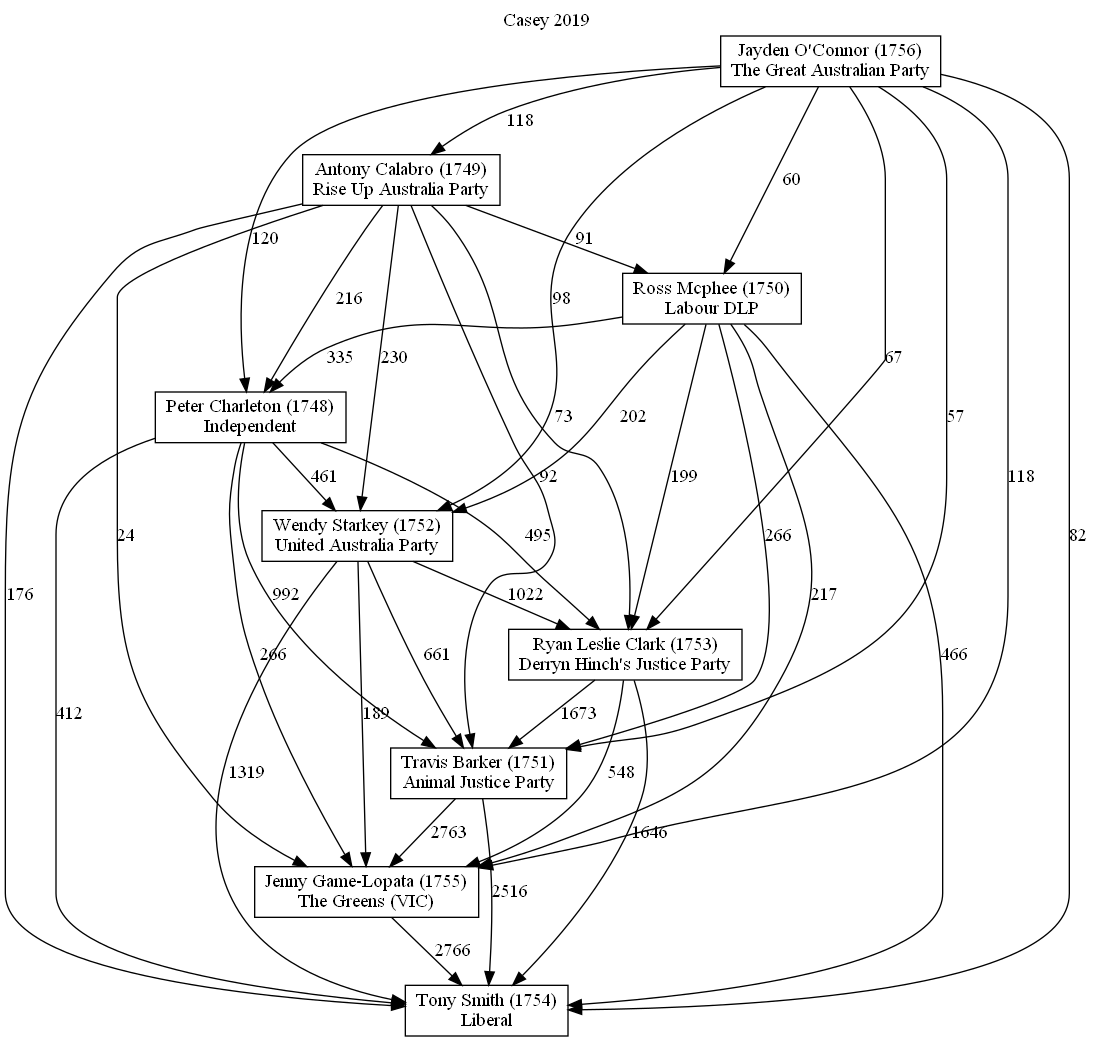 Casey 2019
Jayden O'Connor (1756)
The Great Australian Party
118
Antony Calabro (1749)
Rise Up Australia Party
60
120
91
Ross Mcphee (1750)
Labour DLP
216
98
335
230
67
Peter Charleton (1748)
Independent
73
202
57
461
92
199
118
Wendy Starkey (1752)
United Australia Party
24
495
266
82
176
992
1022
217
Ryan Leslie Clark (1753)
Derryn Hinch's Justice Party
266
661
466
412
189
1673
Travis Barker (1751)
Animal Justice Party
1319
548
2763
1646
Jenny Game-Lopata (1755)
The Greens (VIC)
2516
2766
Tony Smith (1754)
Liberal